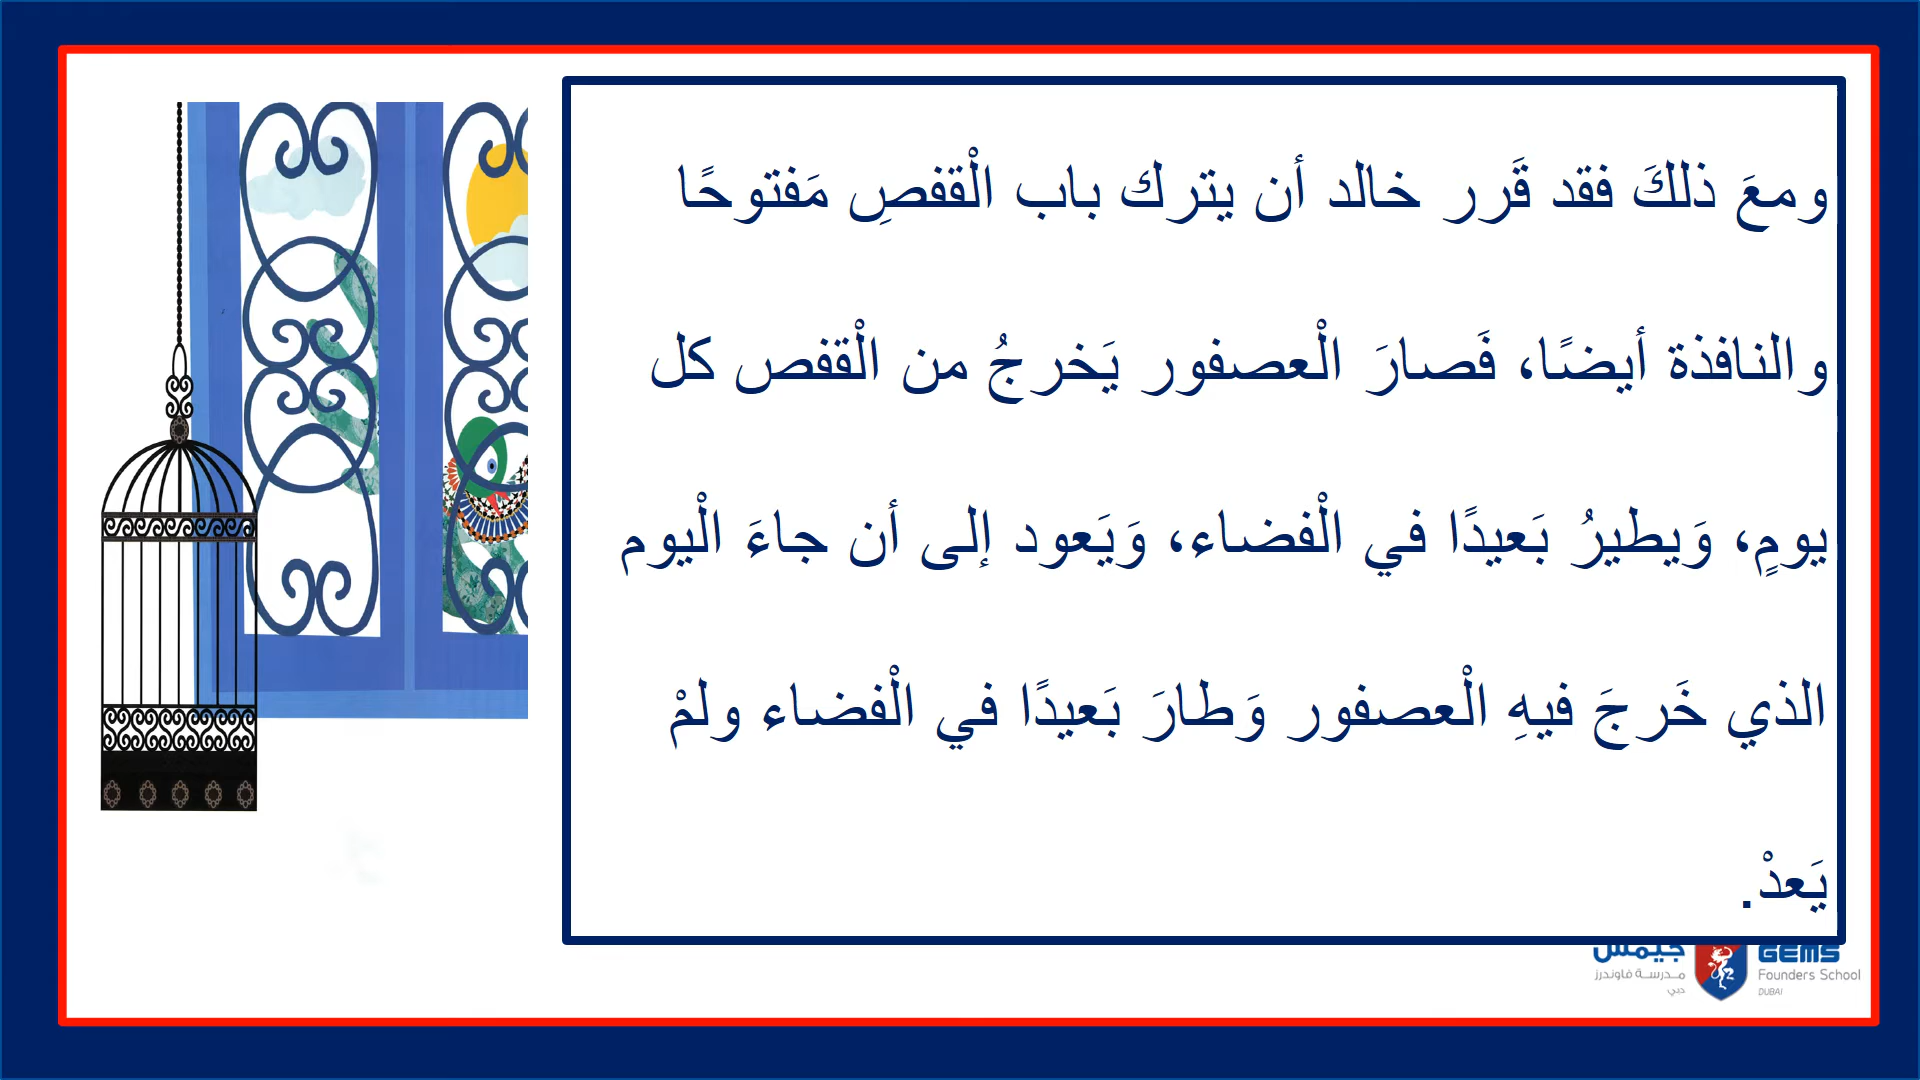 ومعَ ذلكَ فقد قَرر خالد أن يترك باب الْقفصِ مَفتوحًا
والنافذة أيضًا، فَصارَ الْعصفور يَخرجُ من الْقفص كل
يومٍ، وَيطيرُ بَعيدًا في الْفضاء، وَيَعود إلى أن جاءَ الْيوم
الذي خَرجَ فيهِ الْعصفور وَطارَ بَعيدًا في الْفضاء ولمْ
يَعدْ.
جيمس
مدرسة فاوندرز
دبي
GEMS
Founders School
DUBAI